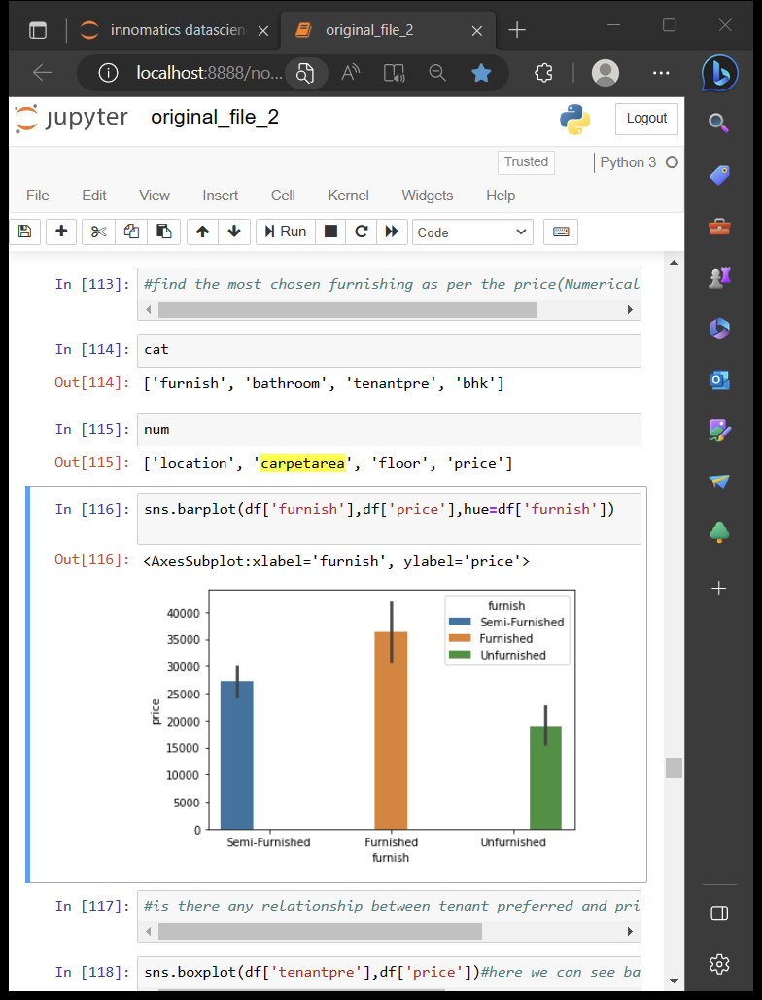 innomatics datascien
original_file_2
localhost:8888/no...
jupyter original_file_2
Logout
Trusted
Python 3
File Edit View Insert Cell Kernel Widgets Help
Run
Code
In [113]: #find the most chosen furnishing as per the price(Numerical
In [114]: cat
Out[114]: ['furnish', 'bathroom', 'tenantpre', 'bhk']
In [115]: num
Out[115]: ['location', 'carpetarea', 'floor', 'price']
In [116]: sns.barplot(df['furnish'],df['price'],hue=df['furnish'])
Out[116]: <AxesSubplot:xlabel='furnish', ylabel='price'>
furnish
Semi-Furnished
Furnished
Unfurnished
40000
35000
30000
25000
20000
15000
10000
5000
0
price
Semi-Furnished Furnished Unfurnished
furnish
In [117]: #is there any relationship between tenant preferred and pri
In [118]: sns.boxplot(df['tenantpre'],df['price'])#here we can see ba